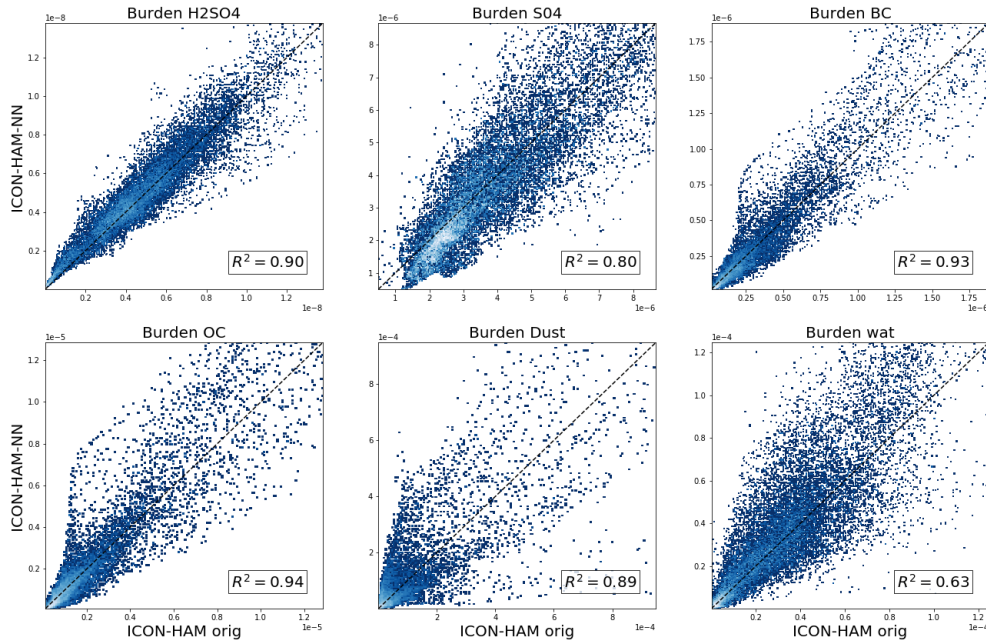 Burden H2SO4
1e−8
ICON-HAM-NN
1.2
1.0
0.8
0.6
0.4
0.2
R² = 0.90
0.2 0.4 0.6 0.8 1.0 1.2
1e−8
Burden S04
1e−6
8
7
6
5
4
3
2
1
R² = 0.80
1 2 3 4 5 6 7 8
1e−6
Burden BC
1e−6
1.75
1.50
1.25
1.00
0.75
0.50
0.25
R² = 0.93
0.25 0.50 0.75 1.00 1.25 1.50 1.75
1e−6
Burden OC
1e−5
ICON-HAM-NN
1.2
1.0
0.8
0.6
0.4
0.2
R² = 0.94
0.2 0.4 0.6 0.8 1.0 1.2
1e−5
ICON-HAM orig
Burden Dust
1e−4
8
6
4
2
R² = 0.89
2 4 6 8
1e−4
ICON-HAM orig
Burden wat
1e−4
1.2
1.0
0.8
0.6
0.4
0.2
R² = 0.63
0.2 0.4 0.6 0.8 1.0 1.2
1e−4
ICON-HAM orig